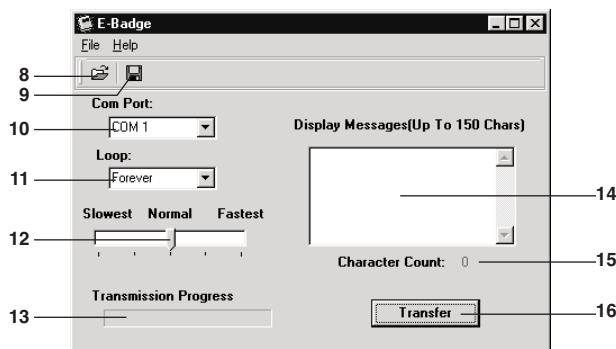 E-Badge
File Help
8
9
Com Port:
10 COM 1
Display Messages(Up To 150 Chars)
Loop:
11 Forever
14
Slowest Normal Fastest
12
Character Count: 0 15
Transmission Progress
13
Transfer 16